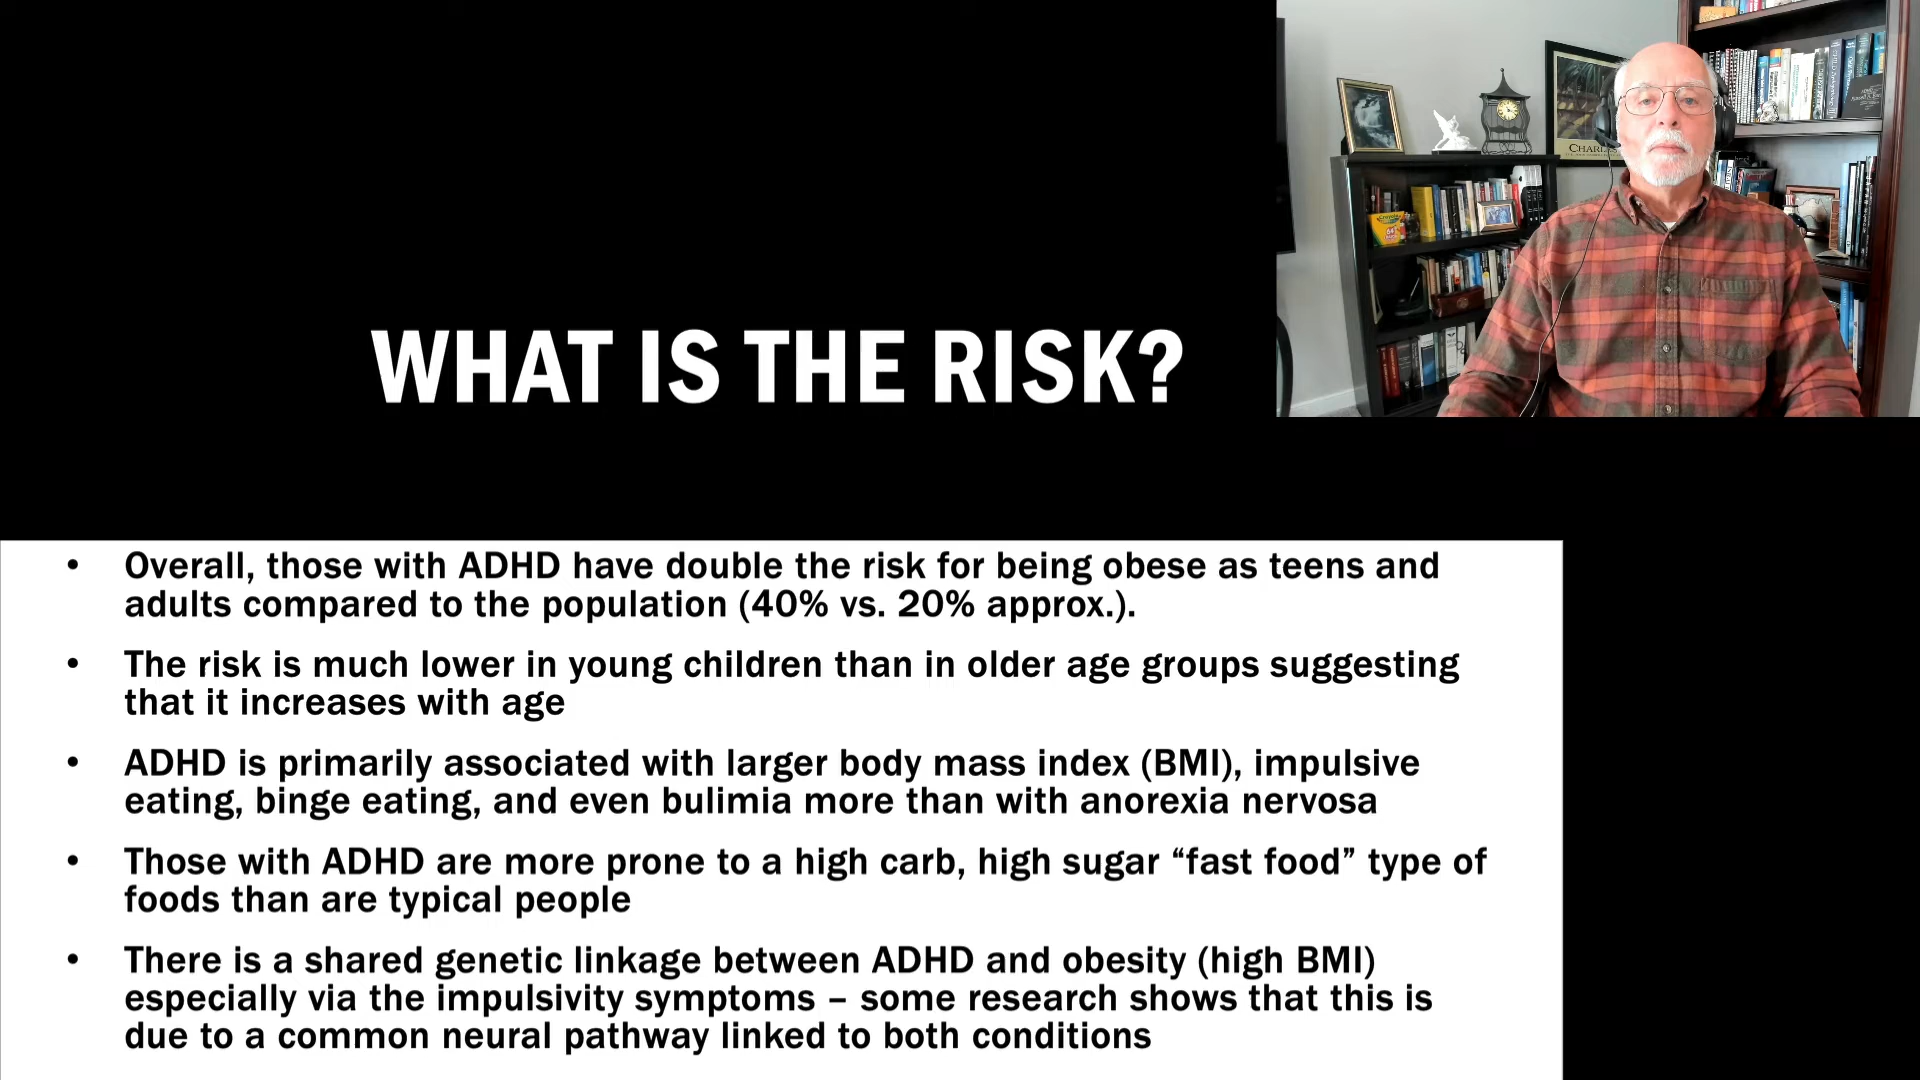 WHAT IS THE RISK?
CHARL
Crayola
64
• Overall, those with ADHD have double the risk for being obese as teens and
adults compared to the population (40% vs. 20% approx.).
• The risk is much lower in young children than in older age groups suggesting
that it increases with age
• ADHD is primarily associated with larger body mass index (BMI), impulsive
eating, binge eating, and even bulimia more than with anorexia nervosa
• Those with ADHD are more prone to a high carb, high sugar “fast food” type of
foods than are typical people
• There is a shared genetic linkage between ADHD and obesity (high BMI)
especially via the impulsivity symptoms – some research shows that this is
due to a common neural pathway linked to both conditions